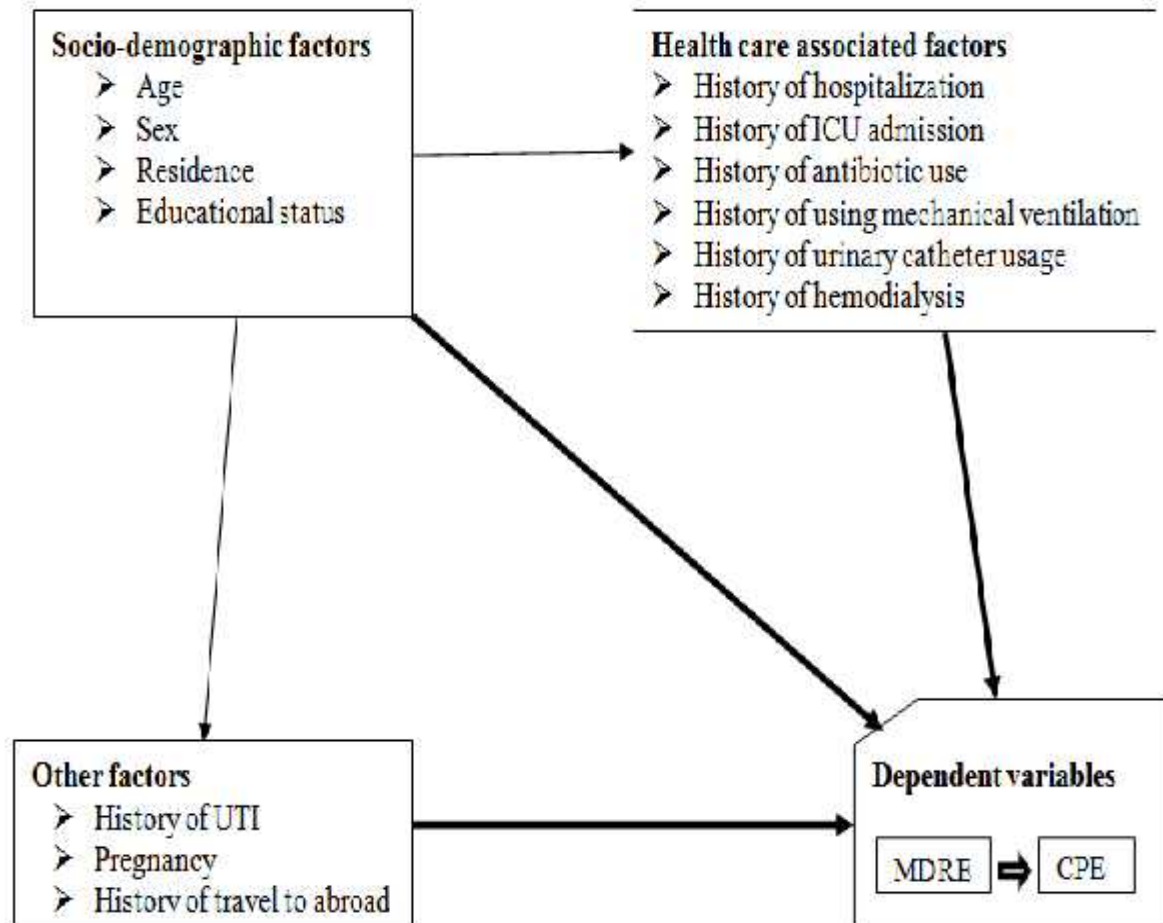 Socio-demographic factors
➤ Age
➤ Sex
➤ Residence
➤ Educational status
Health care associated factors
➤ History of hospitalization
➤ History of ICU admission
➤ History of antibiotic use
➤ History of using mechanical ventilation
➤ History of urinary catheter usage
➤ History of hemodialysis
Other factors
➤ History of UTI
➤ Pregnancy
➤ History of travel to abroad
Dependent variables
MDRE
CPE